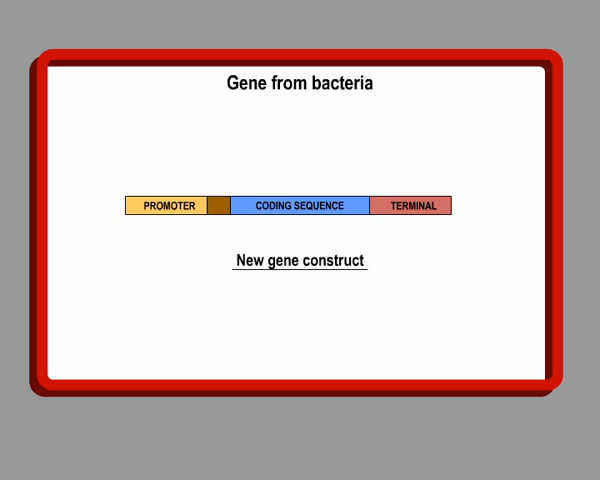 Gene from bacteria
PROMOTER CODING SEQUENCE TERMINAL
New gene construct